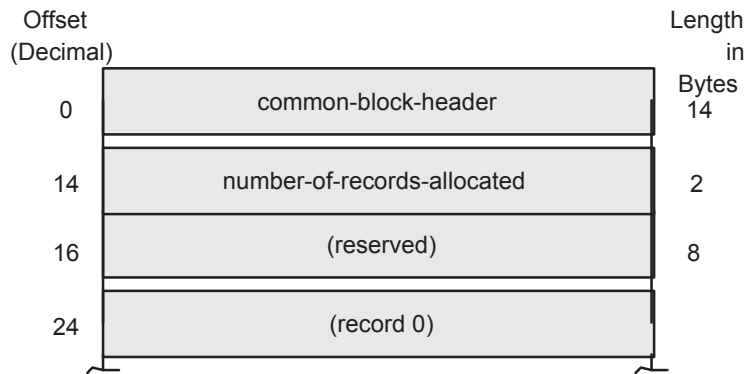 Offset
(Decimal)
Length
in
Bytes
0
common-block-header
14
14
number-of-records-allocated
2
16
(reserved)
8
24
(record 0)